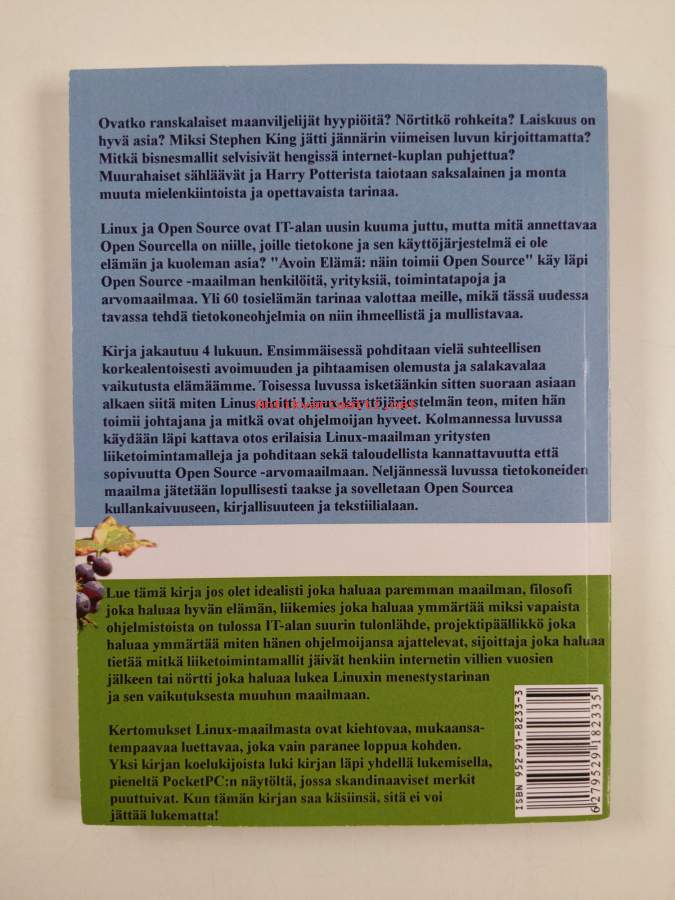 Ovatko ranskalaiset maanviljelijät hyypiöitä? Nörtitkö rohkeita? Laiskuus on
hyvä asia? Miksi Stephen King jätti jännärin viimeisen luvun kirjoittamatta?
Mitkä bisnesmallit selvisivät hengissä internet-kuplan puhjettua?
Muurahaiset sähläävät ja Harry Potterista taiotaan saksalainen ja monta
muuta mielenkiintoista ja opettavaista tarinaa.
Linux ja Open Source ovat IT-alan uusin kuuma juttu, mutta mitä annettavaa
Open Sourcella on niille, joille tietokone ja sen käyttöjärjestelmä ei ole
elämän ja kuoleman asia? "Avoin Elämä: näin toimii Open Source" käy läpi
Open Source -maailman henkilöitä, yrityksiä, toimintatapoja ja
arvomaailmaa. Yli 60 tosielämän tarinaa valottaa meille, mikä tässä uudessa
tavassa tehdä tietokoneohjelmia on niin ihmeellistä ja mullistavaa.
Kirja jakautuu 4 lukuun. Ensimmäisessä pohditaan vielä suhteellisen
korkealentoisesti avoimuuden ja pihtaamisen olemusta ja salakavalaa
vaikutusta elämäämme. Toisessa luvussa isketäänkin sitten suoraan asiaan
alkaen siitä miten Linus aloitti Linux-käyttöjärjestelmän teon, miten hän
toimii johtajana ja mitkä ovat ohjelmoijan hyveet. Kolmannessa luvussa
käydään läpi kattava otos erilaisia Linux-maailman yritysten
liiketoimintamalleja ja pohditaan sekä taloudellista kannattavuutta että
sopivuutta Open Source -arvomaailmaan. Neljännessä luvussa tietokoneiden
maailma jätetään lopullisesti taakse ja sovelletaan Open Sourcea
kullankaivuuseen, kirjallisuuteen ja tekstiilialaan.
Lue tämä kirja jos olet idealisti joka haluaa paremman maailman, filosofi
joka haluaa hyvän elämän, liikemies joka haluaa ymmärtää miksi vapaista
ohjelmistoista on tulossa IT-alan suurin tulonlähde, projektipäällikkö joka
haluaa ymmärtää miten hänen ohjelmoijansa ajattelevat, sijoittaja joka haluaa
tietää mitkä liiketoimintamallit jäivät henkiin internetin villien vuosien
jälkeen tai nörtti joka haluaa lukea Linuxin menestystarinan
ja sen vaikutuksesta muuhun maailmaan.
Kertomukset Linux-maailmasta ovat kiehtovaa, mukaansa-
tempaavaa luettavaa, joka vain paranee loppua kohden.
Yksi kirjan koelukijoista luki kirjan läpi yhdellä lukemisella,
pieneltä PocketPC:n näytöltä, jossa skandinaaviset merkit
puuttuivat. Kun tämän kirjan saa käsiinsä, sitä ei voi
jättää lukematta!
ISBN 952-91-8233-3
6279529182335